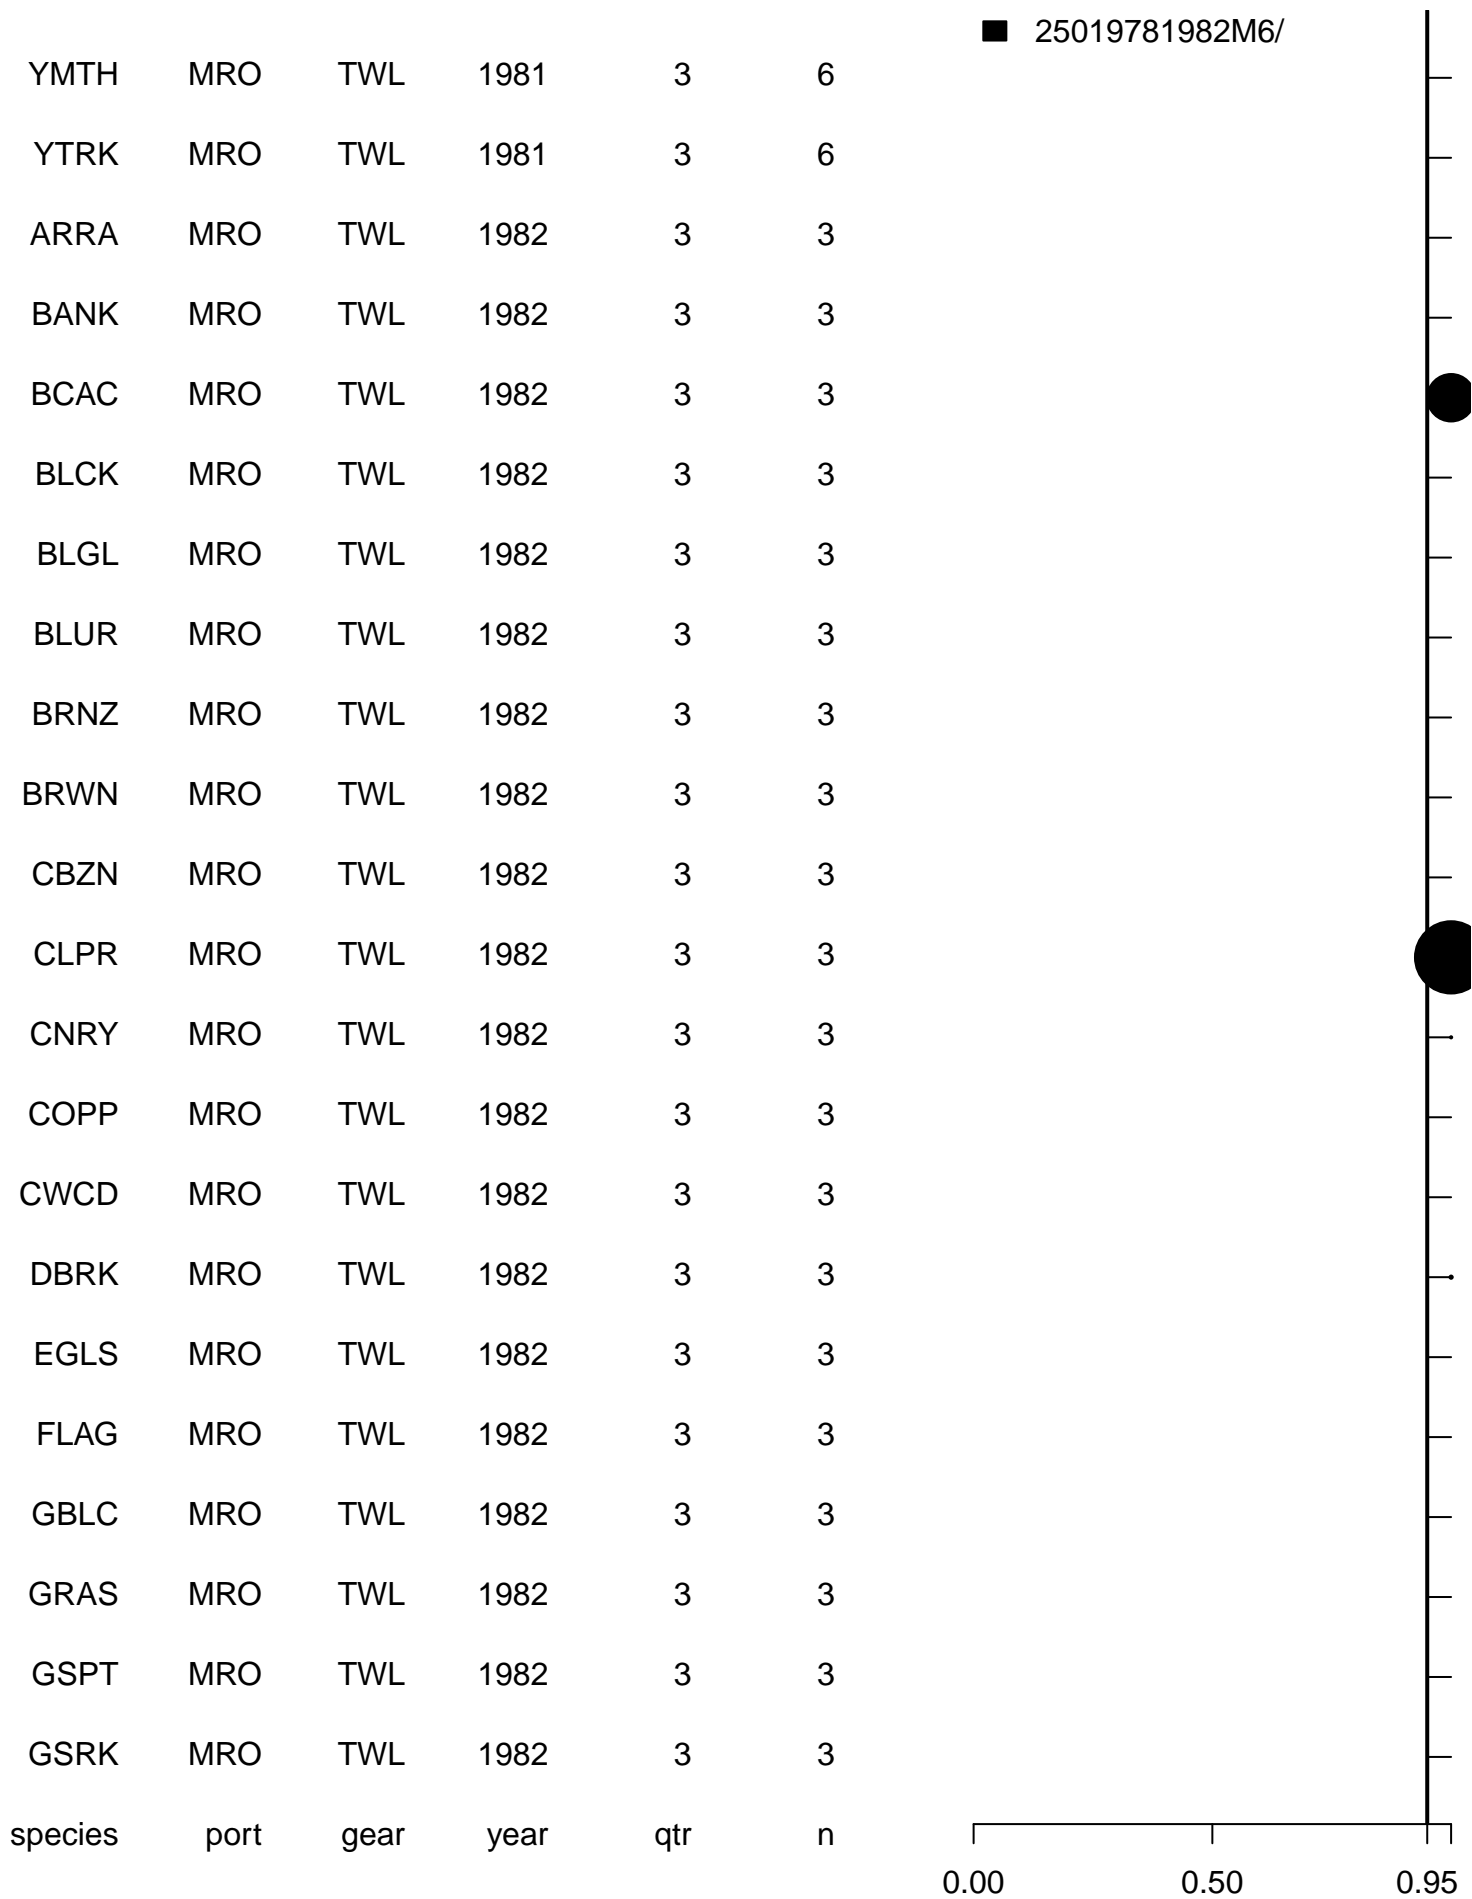 25019781982M6/
YMTH MRO TWL 1981 3 6
YTRK MRO TWL 1981 3 6
ARRA MRO TWL 1982 3 3
BANK MRO TWL 1982 3 3
BCAC MRO TWL 1982 3 3
BLCK MRO TWL 1982 3 3
BLGL MRO TWL 1982 3 3
BLUR MRO TWL 1982 3 3
BRNZ MRO TWL 1982 3 3
BRWN MRO TWL 1982 3 3
CBZN MRO TWL 1982 3 3
CLPR MRO TWL 1982 3 3
CNRY MRO TWL 1982 3 3
COPP MRO TWL 1982 3 3
CWCD MRO TWL 1982 3 3
DBRK MRO TWL 1982 3 3
EGLS MRO TWL 1982 3 3
FLAG MRO TWL 1982 3 3
GBLC MRO TWL 1982 3 3
GRAS MRO TWL 1982 3 3
GSPT MRO TWL 1982 3 3
GSRK MRO TWL 1982 3 3
species port gear year qtr n
0.00 0.50 0.95